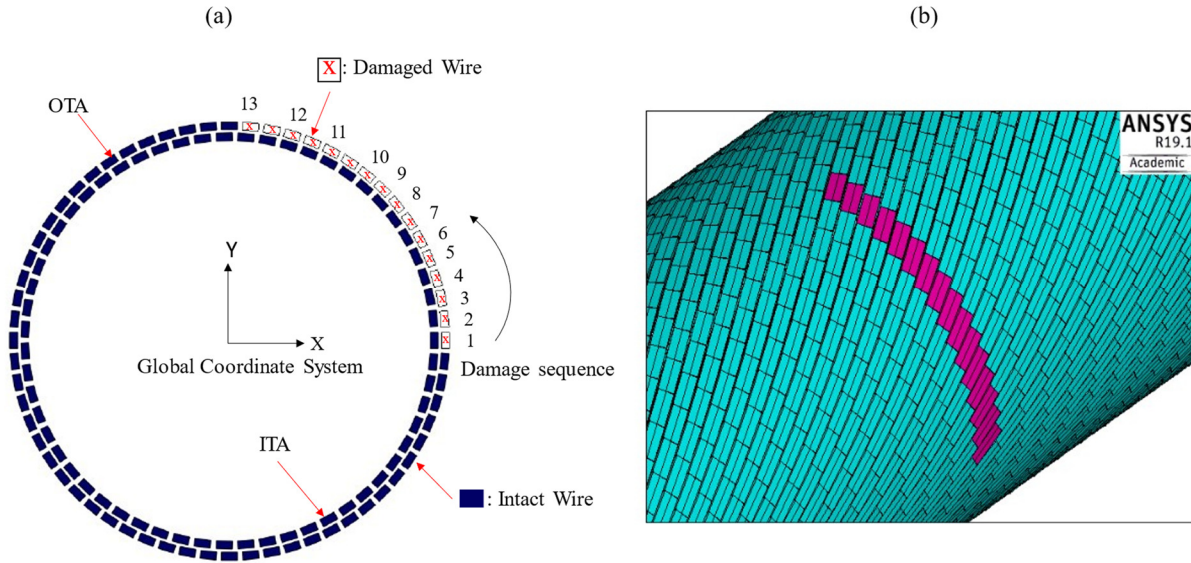 (a)
(b)
X: Damaged Wire
OTA
13
12
11
10
9
8
7
6
5
4
3
2
1
Y
X
Global Coordinate System
Damage sequence
ITA
: Intact Wire
ANSYS
R19.1
Academic